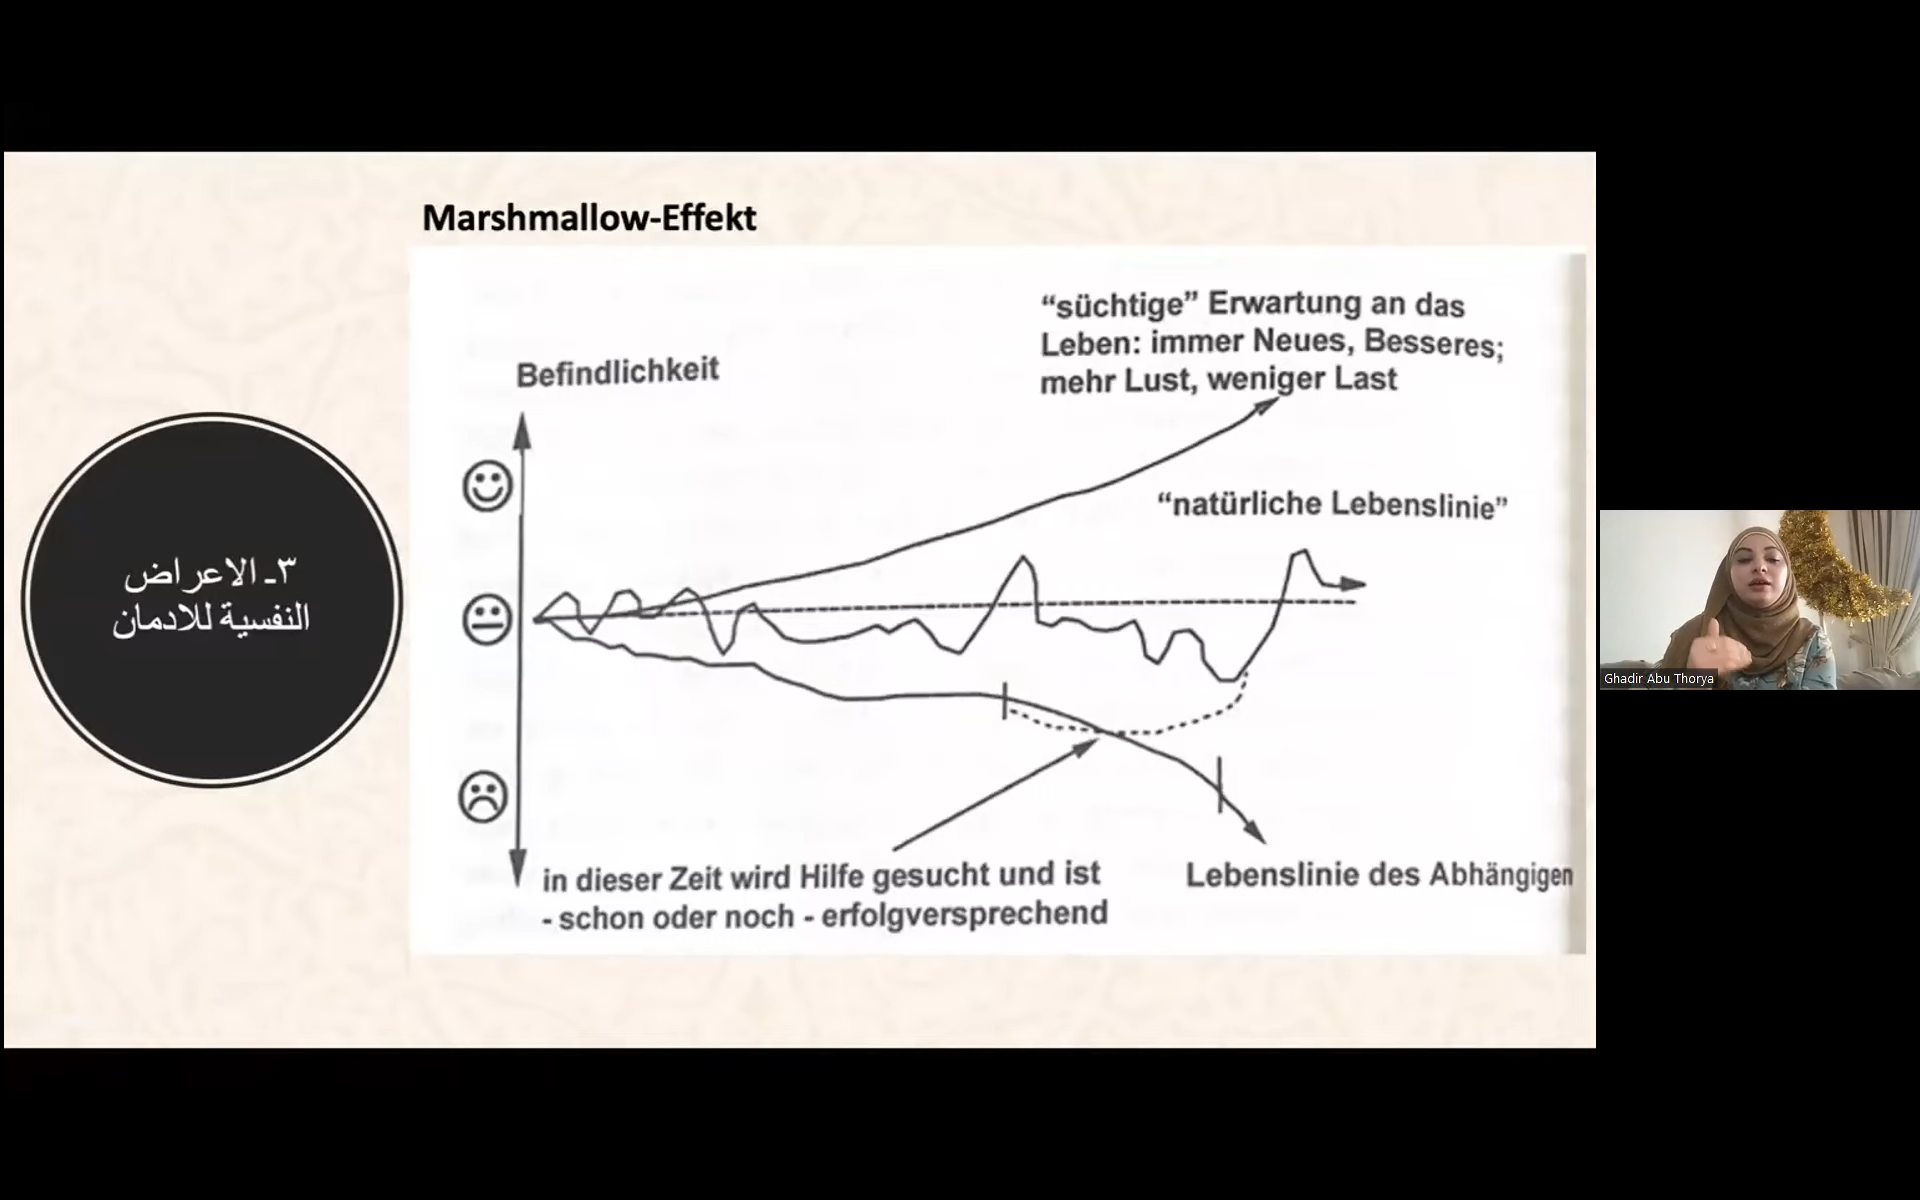 Marshmallow-Effekt
“süchtige” Erwartung an das
Leben: immer Neues, Besseres;
mehr Lust, weniger Last
Befindlichkeit
“natürliche Lebenslinie”
٣ـ الاعراض
النفسية للادمان
Ghadir Abu Thorya
in dieser Zeit wird Hilfe gesucht und ist
- schon oder noch - erfolgversprechend
Lebenslinie des Abhängigen